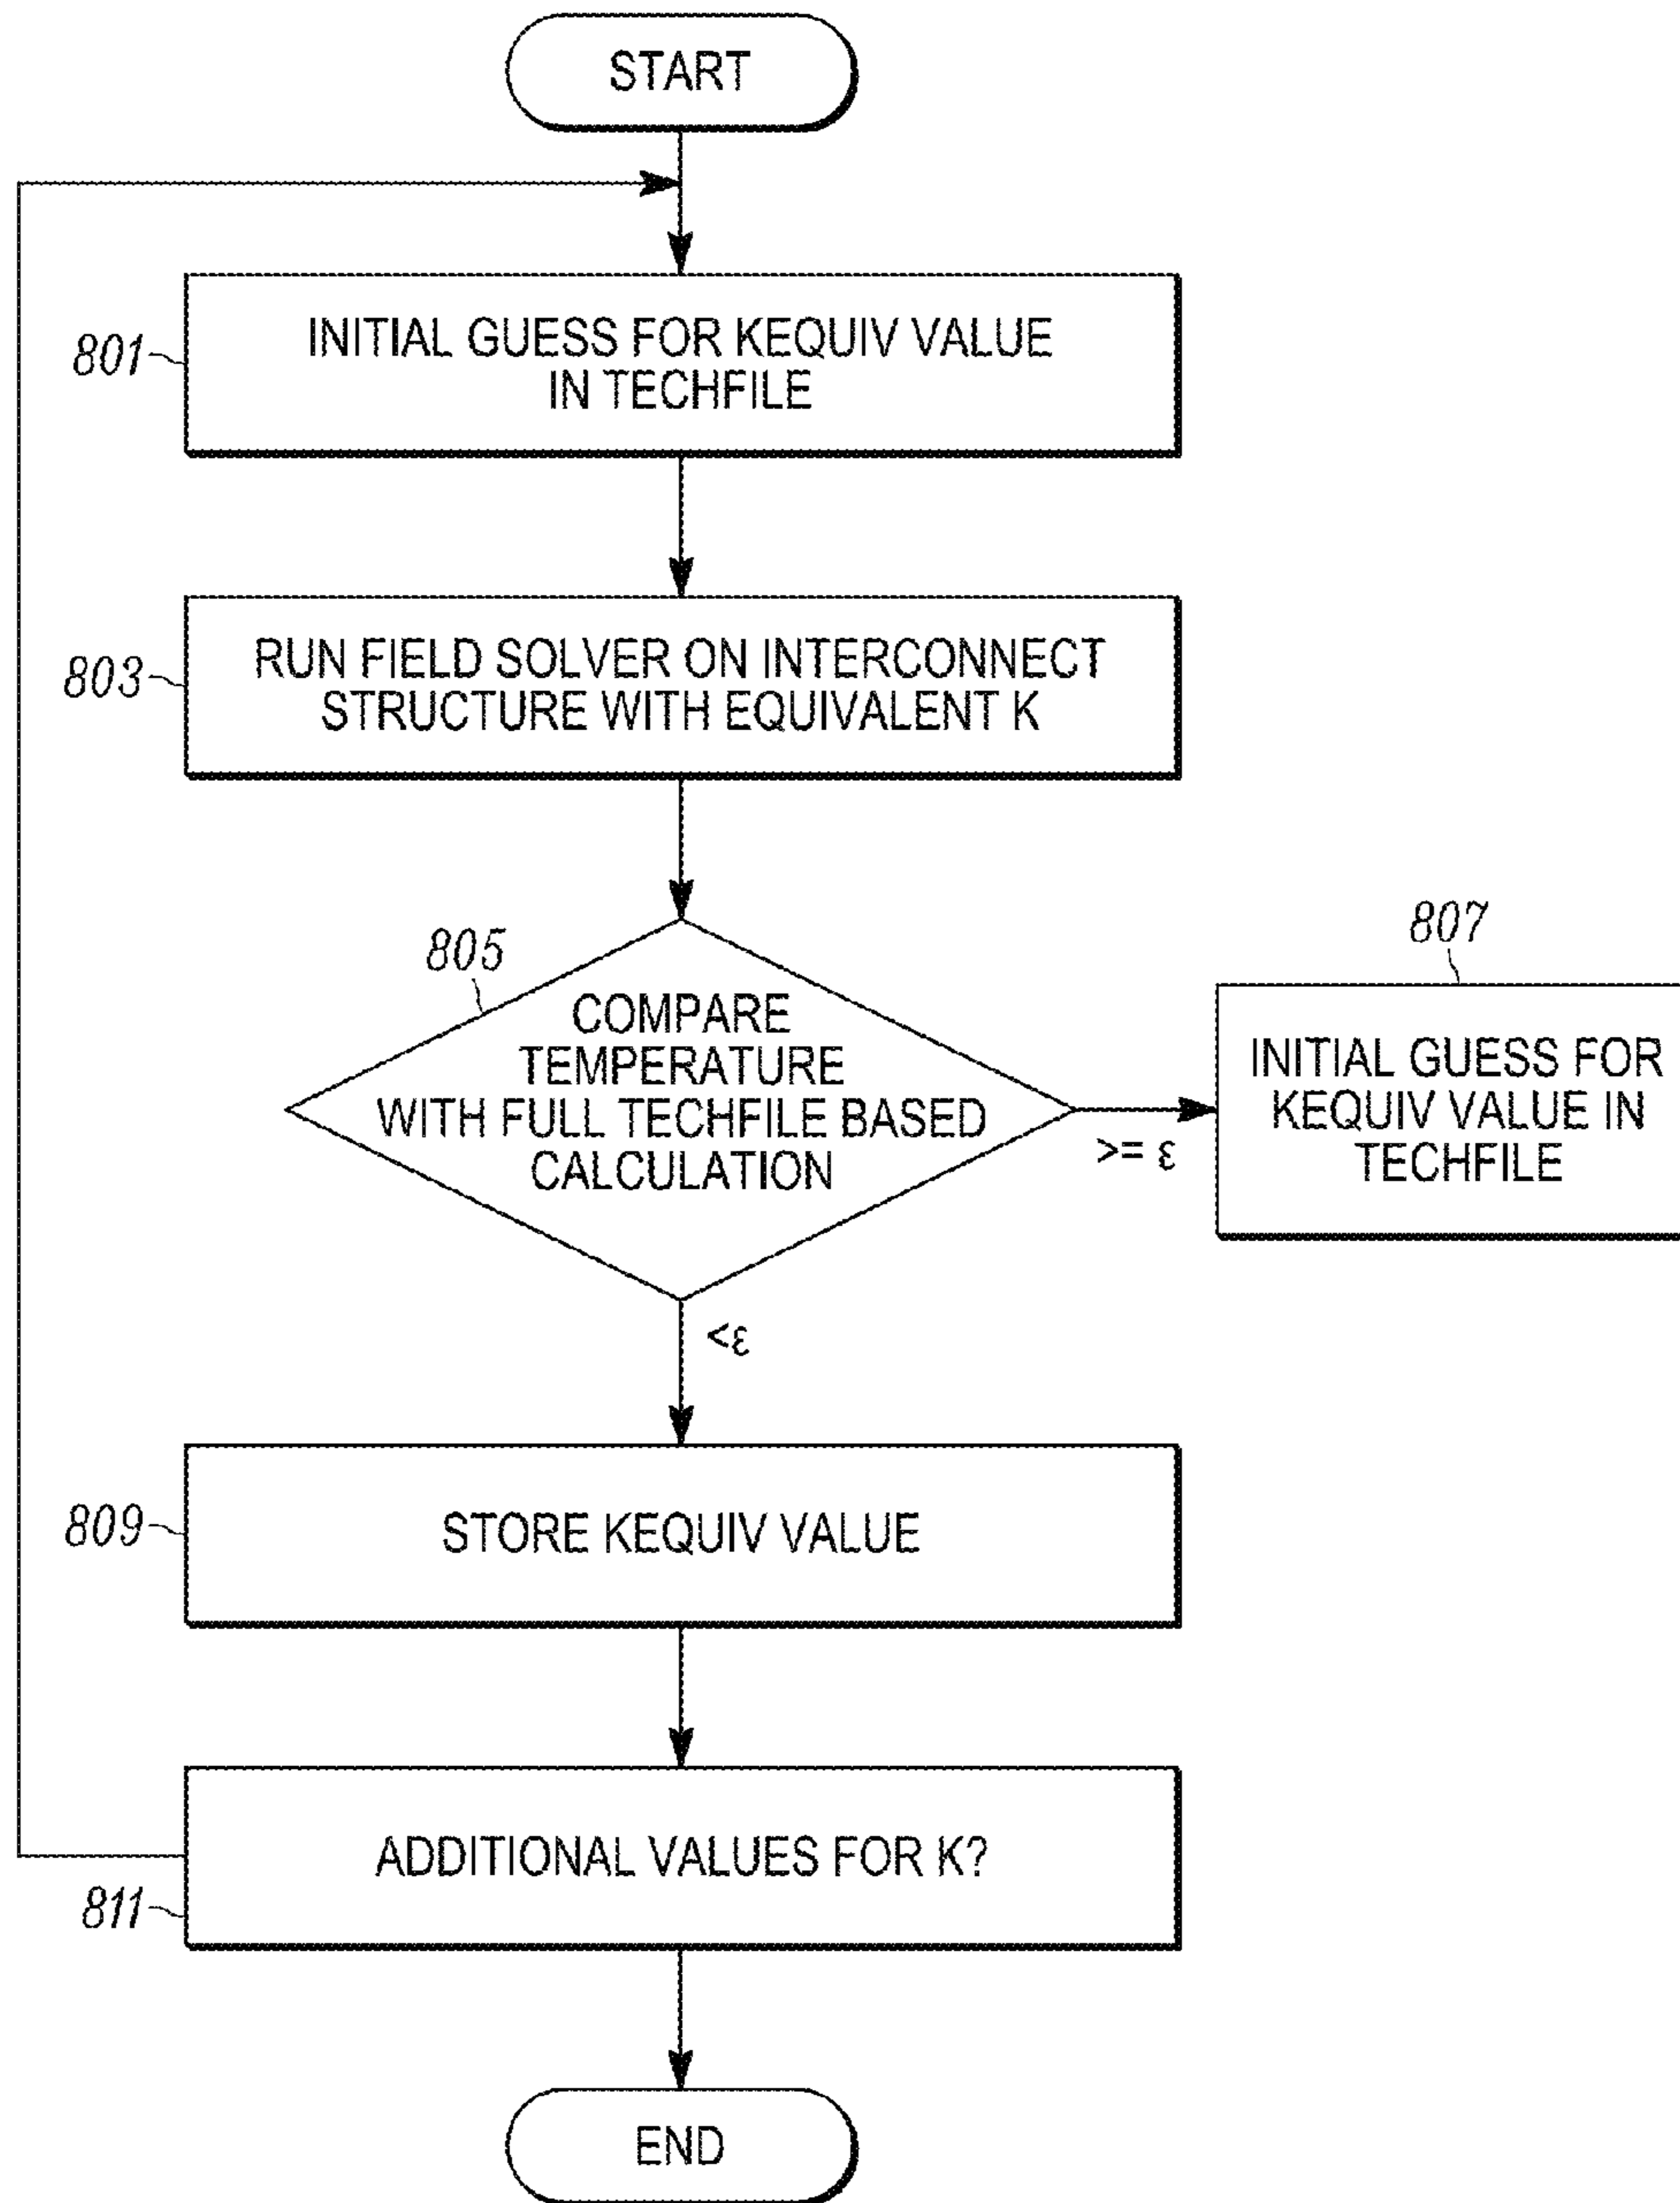 START
801
INITIAL GUESS FOR KEQUIV VALUE
IN TECHFILE
803
RUN FIELD SOLVER ON INTERCONNECT
STRUCTURE WITH EQUIVALENT K
805
COMPARE
TEMPERATURE
WITH FULL TECHFILE BASED
CALCULATION
>= ε
807
INITIAL GUESS FOR
KEQUIV VALUE IN
TECHFILE
<ε
809
STORE KEQUIV VALUE
ADDITIONAL VALUES FOR K?
811
END